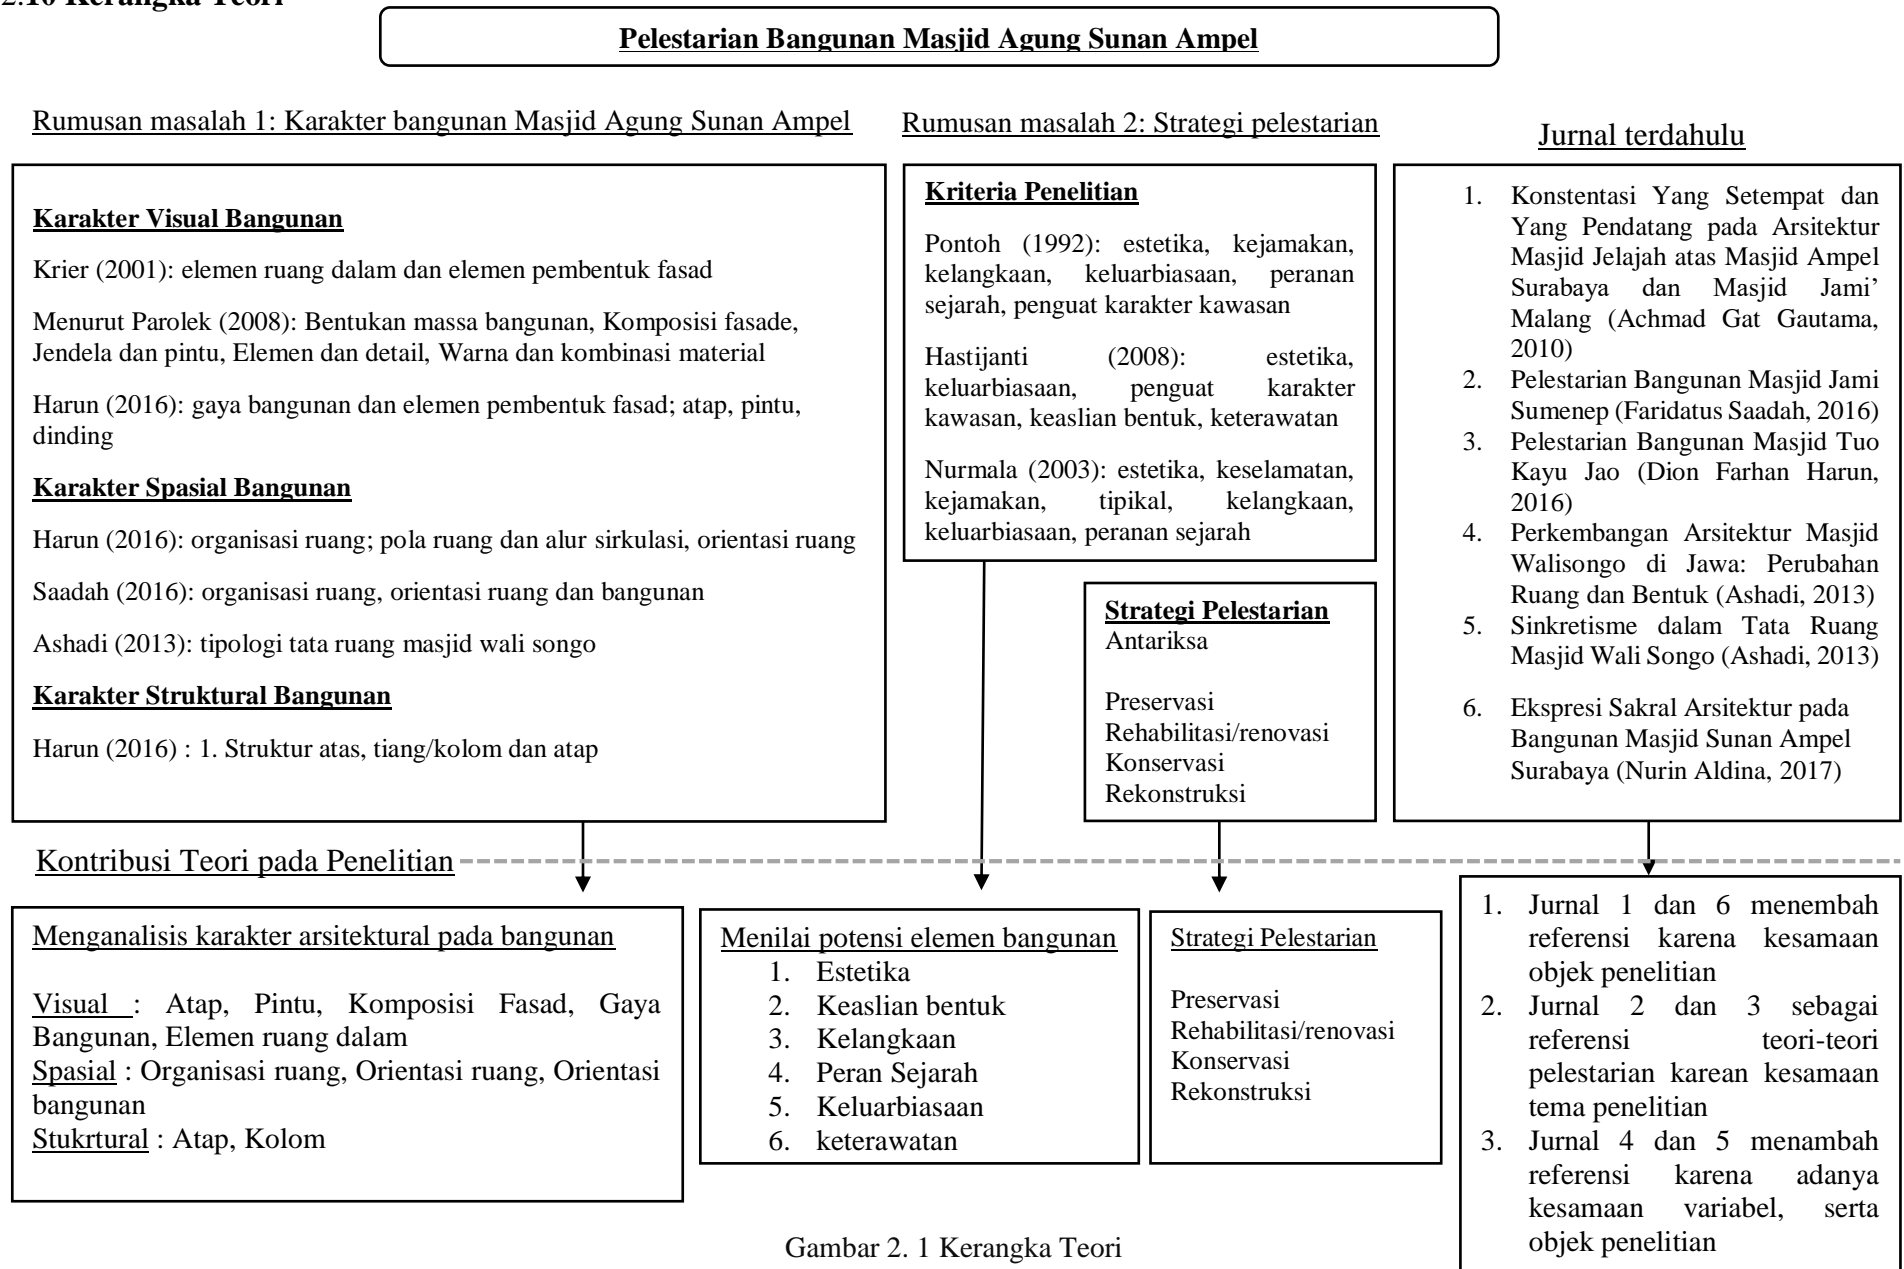 2.10 Kerangka Teori
Pelestarian Bangunan Masjid Agung Sunan Ampel
Rumusan masalah 1: Karakter bangunan Masjid Agung Sunan Ampel
Karakter Visual Bangunan
Krier (2001): elemen ruang dalam dan elemen pembentuk fasad
Menurut Parolek (2008): Bentukan massa bangunan, Komposisi fasade,
Jendela dan pintu, Elemen dan detail, Warna dan kombinasi material
Harun (2016): gaya bangunan dan elemen pembentuk fasad; atap, pintu,
dinding
Karakter Spasial Bangunan
Harun (2016): organisasi ruang; pola ruang dan alur sirkulasi, orientasi ruang
Saadah (2016): organisasi ruang, orientasi ruang dan bangunan
Ashadi (2013): tipologi tata ruang masjid wali songo
Karakter Struktural Bangunan
Harun (2016) : 1. Struktur atas, tiang/kolom dan atap
Rumusan masalah 2: Strategi pelestarian
Kriteria Penelitian
Pontoh (1992): estetika, kejamakan,
kelangkaan, keluarbiasaan, peranan
sejarah, penguat karakter kawasan
Hastijanti (2008): estetika,
keluarbiasaan, penguat karakter
kawasan, keaslian bentuk, keterawatan
Nurmala (2003): estetika, keselamatan,
kejamakan, tipikal, kelangkaan,
keluarbiasaan, peranan sejarah
Strategi Pelestarian
Antariksa
Preservasi
Rehabilitasi/renovasi
Konservasi
Rekonstruksi
Jurnal terdahulu
1. Konstentasi Yang Setempat dan
Yang Pendatang pada Arsitektur
Masjid Jelajah atas Masjid Ampel
Surabaya dan Masjid Jami’
Malang (Achmad Gat Gautama,
2010)
2. Pelestarian Bangunan Masjid Jami
Sumenep (Faridatus Saadah, 2016)
3. Pelestarian Bangunan Masjid Tuo
Kayu Jao (Dion Farhan Harun,
2016)
4. Perkembangan Arsitektur Masjid
Walisongo di Jawa: Perubahan
Ruang dan Bentuk (Ashadi, 2013)
5. Sinkretisme dalam Tata Ruang
Masjid Wali Songo (Ashadi, 2013)
6. Ekspresi Sakral Arsitektur pada
Bangunan Masjid Sunan Ampel
Surabaya (Nurin Aldina, 2017)
Kontribusi Teori pada Penelitian
Menganalisis karakter arsitektural pada bangunan
Visual : Atap, Pintu, Komposisi Fasad, Gaya
Bangunan, Elemen ruang dalam
Spasial : Organisasi ruang, Orientasi ruang, Orientasi
bangunan
Stukrtural : Atap, Kolom
Menilai potensi elemen bangunan
1. Estetika
2. Keaslian bentuk
3. Kelangkaan
4. Peran Sejarah
5. Keluarbiasaan
6. keterawatan
Strategi Pelestarian
Preservasi
Rehabilitasi/renovasi
Konservasi
Rekonstruksi
1. Jurnal 1 dan 6 menembah
referensi karena kesamaan
objek penelitian
2. Jurnal 2 dan 3 sebagai
referensi teori-teori
pelestarian karean kesamaan
tema penelitian
3. Jurnal 4 dan 5 menambah
referensi karena adanya
kesamaan variabel, serta
objek penelitian
Gambar 2. 1 Kerangka Teori